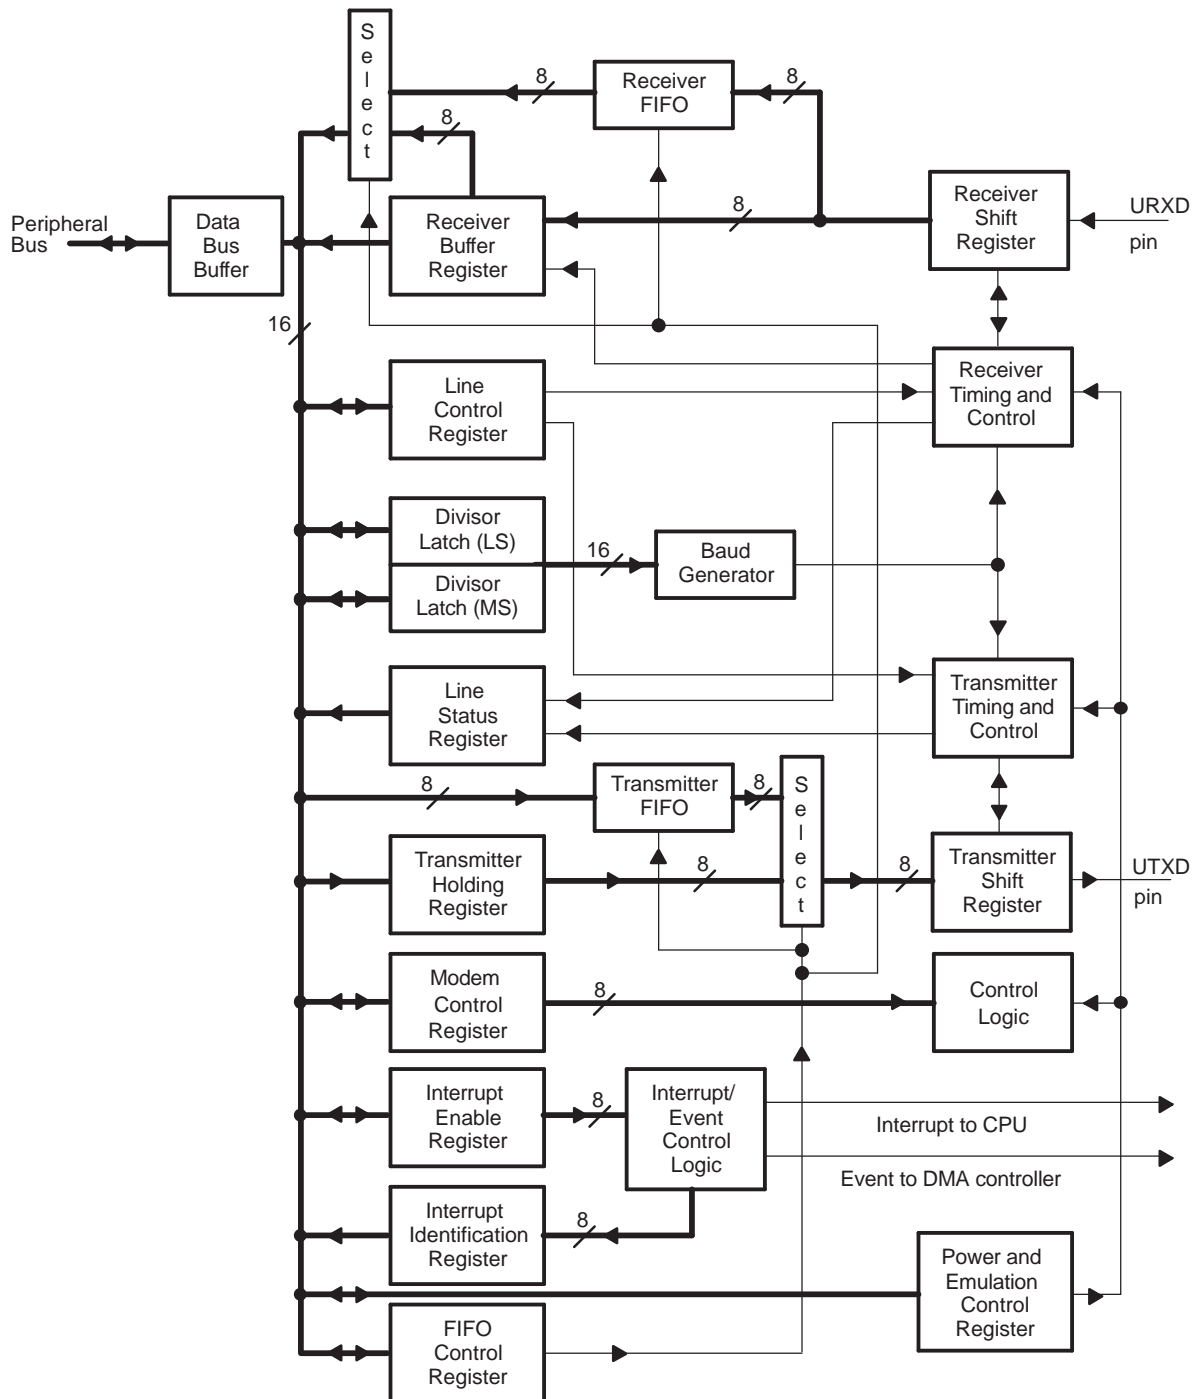 S
e
l
e
c
t
8
Receiver
FIFO
8
8
Peripheral
Bus
Data
Bus
Buffer
Receiver
Buffer
Register
8
Receiver
Shift
Register
URXD
pin
16
Line
Control
Register
Receiver
Timing and
Control
Divisor
Latch (LS)
Divisor
Latch (MS)
16
Baud
Generator
Line
Status
Register
Transmitter
Timing and
Control
8
Transmitter
FIFO
8
S
e
l
e
c
t
Transmitter
Holding
Register
8
8
Transmitter
Shift
Register
UTXD
pin
Modem
Control
Register
8
Control
Logic
Interrupt
Enable
Register
8
Interrupt/
Event
Control
Logic
Interrupt to CPU
Event to DMA controller
Interrupt
Identification
Register
8
Power and
Emulation
Control
Register
FIFO
Control
Register